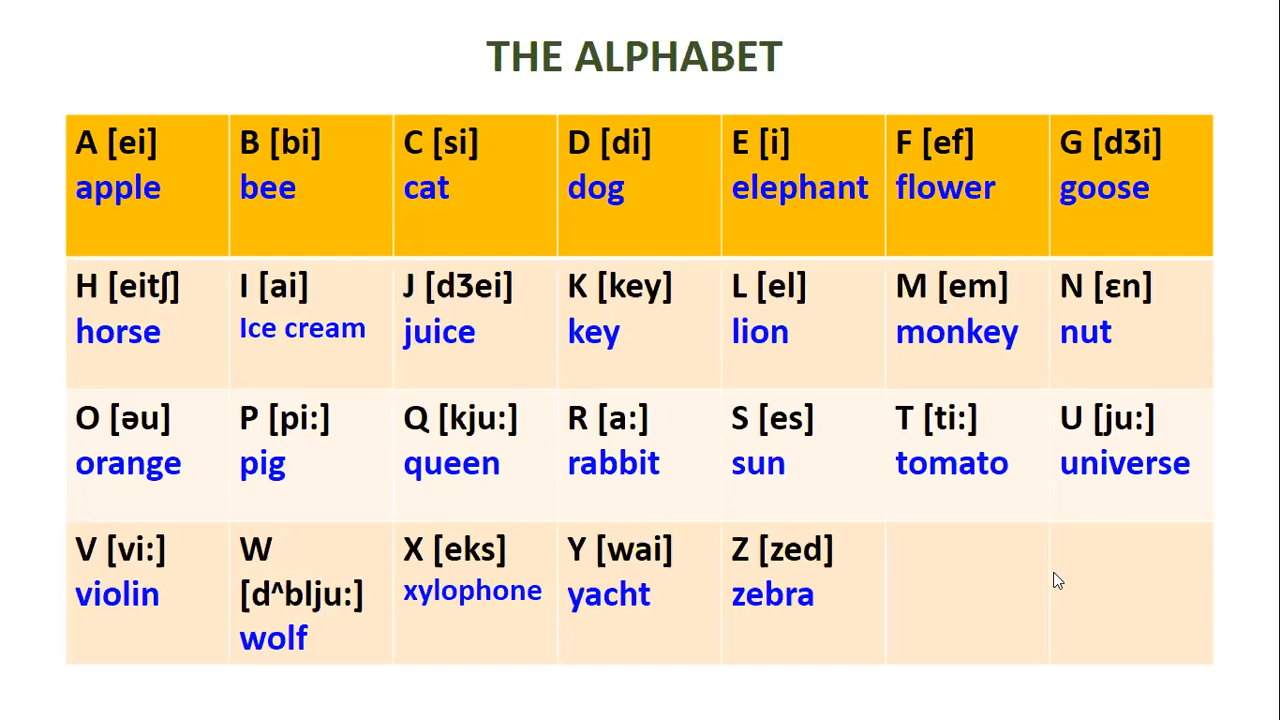 THE ALPHABET
A [ei]
apple
B [bi]
bee
C [si]
cat
D [di]
dog
E [i]
elephant
F [ef]
flower
G [dƷi]
goose
H [eitʃ]
horse
I [ai]
Ice cream
J [dƷei]
juice
K [key]
key
L [el]
lion
M [em]
monkey
N [ɛn]
nut
O [əu]
orange
P [pi:]
pig
Q [kju:]
queen
R [a:]
rabbit
S [es]
sun
T [ti:]
tomato
U [ju:]
universe
V [vi:]
violin
W
[d^blju:]
wolf
X [eks]
xylophone
Y [wai]
yacht
Z [zed]
zebra